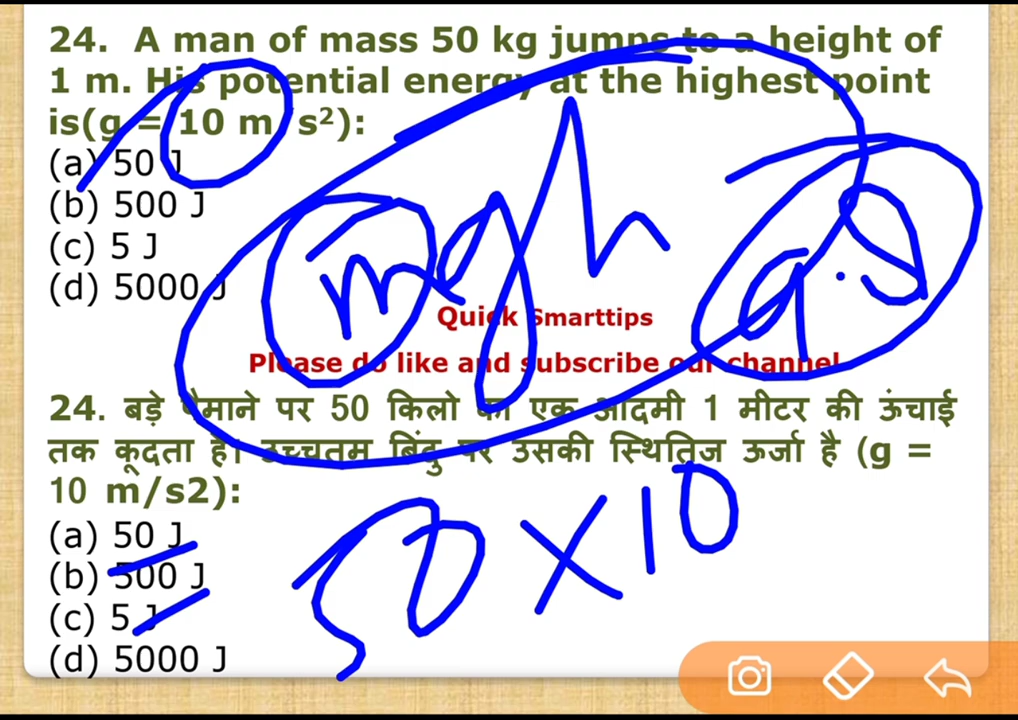 24. A man of mass 50 kg jumps to a height of
1 m. His potential energy at the highest point
is(g = 10 m/s²):
(a) 50 J
(b) 500 J
(c) 5 J
(d) 5000 J
mgh
9.8
Quick Smarttips
Please do like and subscribe our channel
24. बड़े पैमाने पर 50 किलो का एक आदमी 1 मीटर की ऊंचाई
तक कूदता है। उच्चतम बिंदु पर उसकी स्थितिज ऊर्जा है (g =
10 m/s2):
(a) 50 J
(b) 500 J
(c) 5 J
(d) 5000 J
= 50 × 10